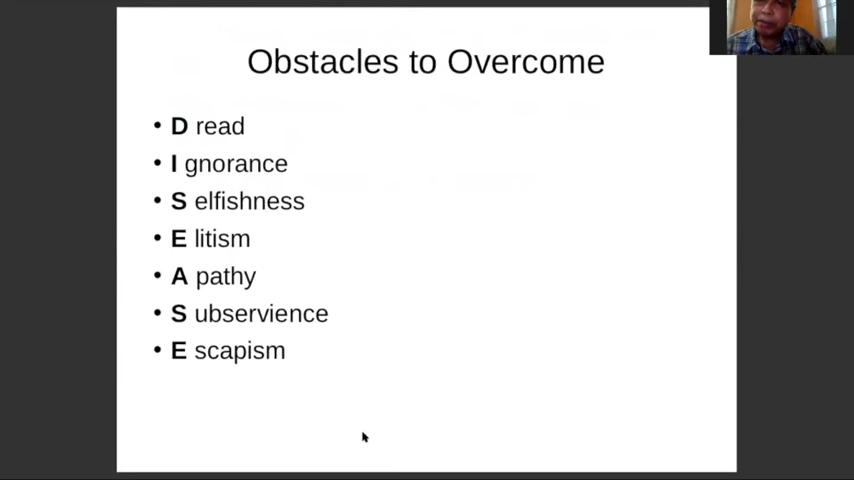 Obstacles to Overcome
• D read
• I gnorance
• S elfishness
• E litism
• A pathy
• S ubservience
• E scapism